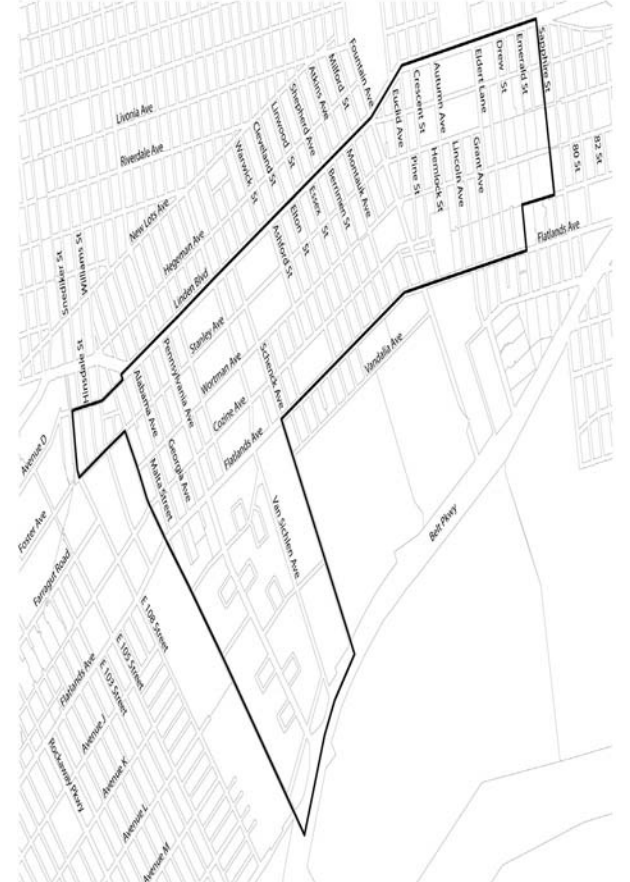 Livonia Ave
Riverdale Ave
New Lots Ave
Hegeman Ave
Linden Blvd
Stanley Ave
Wortman Ave
Cozine Ave
Flatlands Ave
Vandalia Ave
Flatlands Ave
Belt Pkwy
Fountain Ave
Milford St
Atkins Ave
Shepherd Ave
Linwood St
Cleveland St
Warwick St
Montauk Ave
Berriman St
Essex St
Elton St
Ashford St
Schenck Ave
Van Sichlen Ave
Sapphire St
Emerald St
Drew St
Eldert Lane
Autumn Ave
Crescent St
Euclid Ave
Grant Ave
Lincoln Ave
Hemlock St
Pine St
82 St
80 St
Williams St
Snediker St
Hinsdale St
Pennsylvania Ave
Alabama Ave
Georgia Ave
Malta Street
Avenue D
Foster Ave
Farragut Road
Flatlands Ave
E 108 Street
E 105 Street
E 103 Street
Avenue J
Avenue K
Rockaway Pkwy
Avenue L
Avenue M